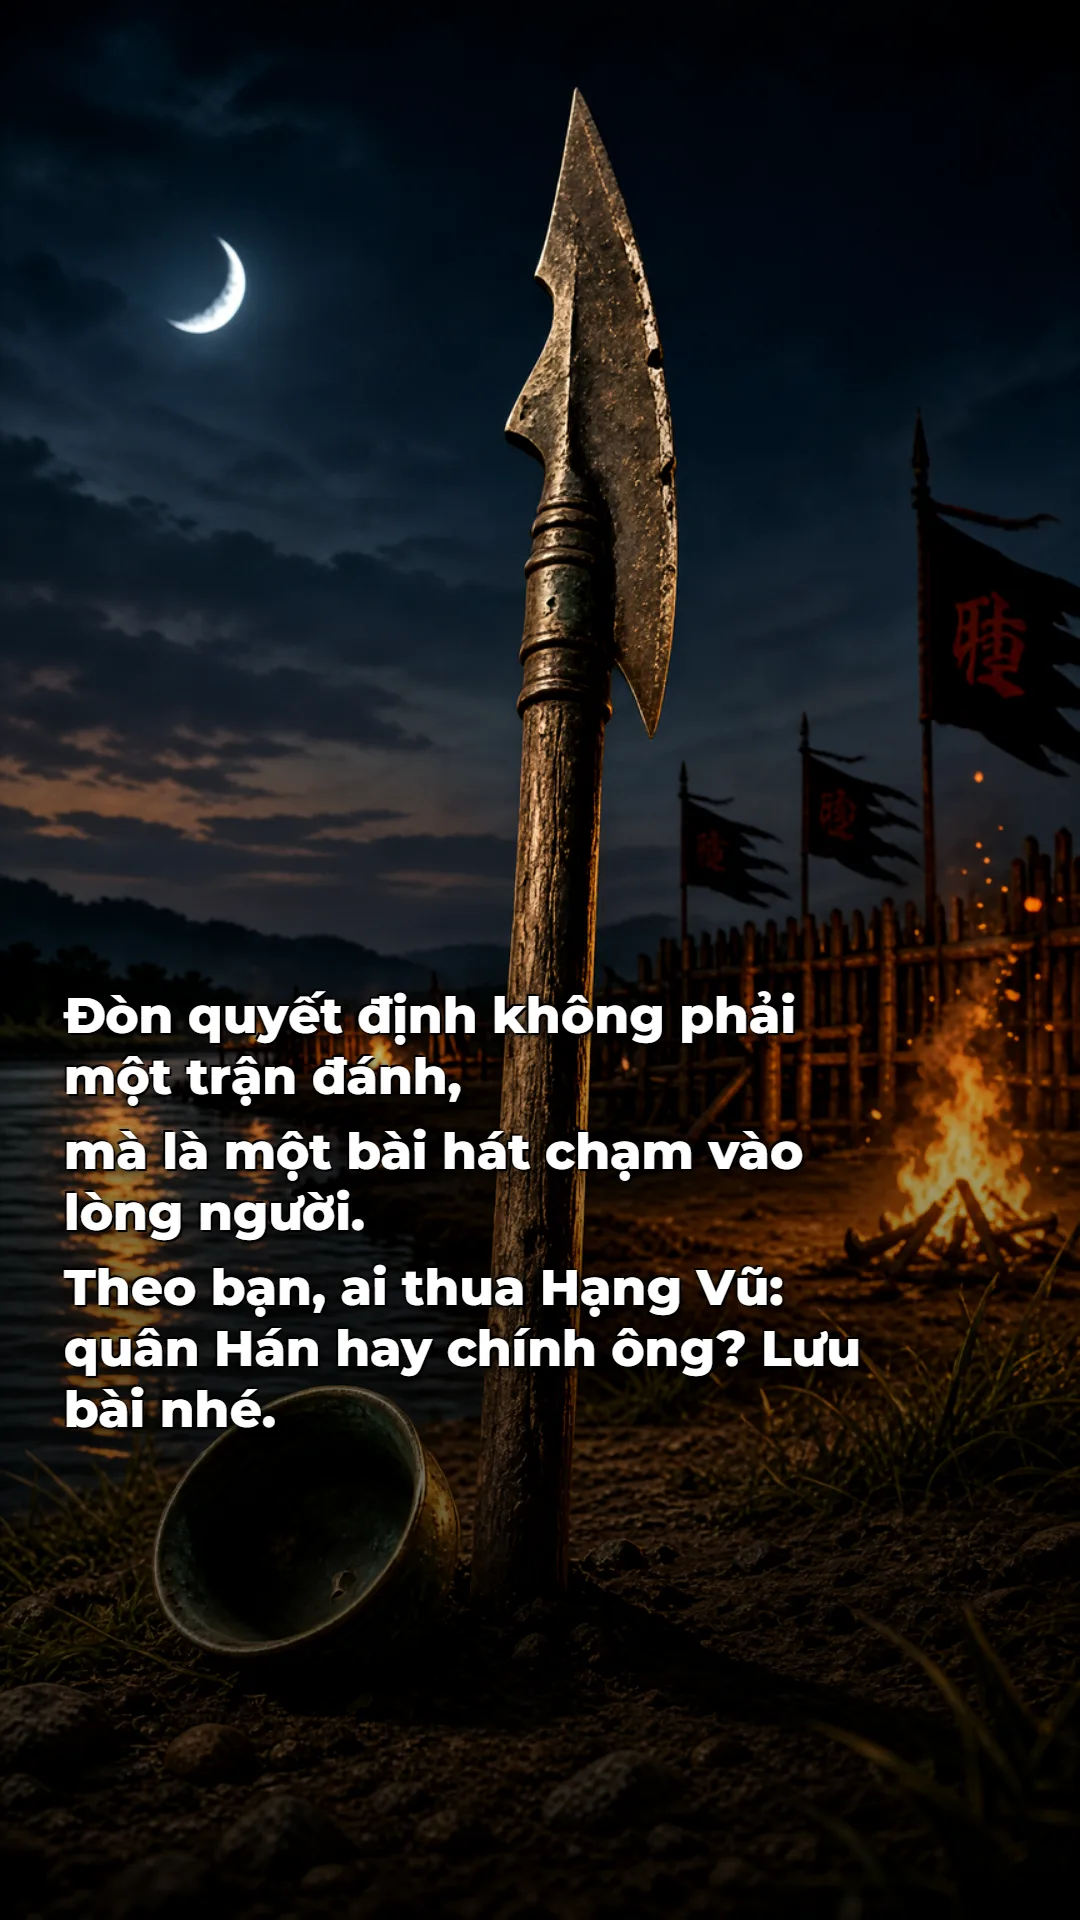 Đòn quyết định không phải
một trận đánh,
mà là một bài hát chạm vào
lòng người.
Theo bạn, ai thua Hạng Vũ:
quân Hán hay chính ông? Lưu
bài nhé.